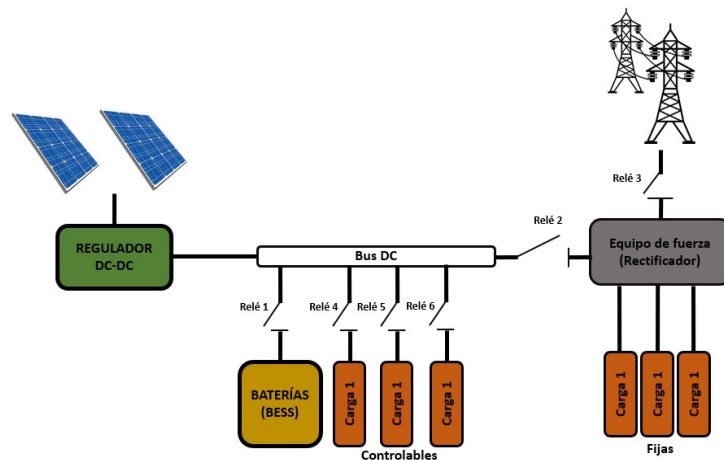 Relé 3
Relé 2
REGULADOR
DC-DC
Bus DC
Equipo de fuerza
(Rectificador)
Relé 1
Relé 4
Relé 5
Relé 6
BATERÍAS
(BESS)
Carga 1
Carga 1
Carga 1
Carga 1
Carga 1
Carga 1
Controlables
Fijas